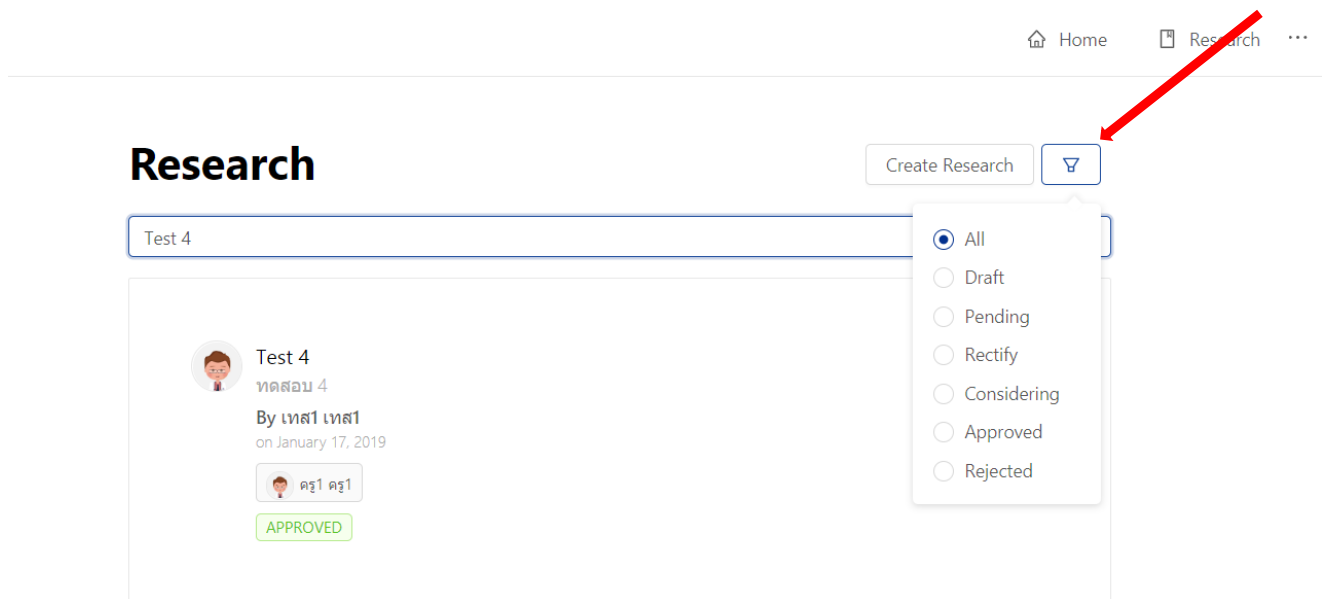 Home
Research
Research
Create Research
Test 4
All
Draft
Pending
Rectify
Considering
Approved
Rejected
Test 4
ทดสอบ 4
By เทส1 เทส1
on January 17, 2019
ครู1 ครู1
APPROVED